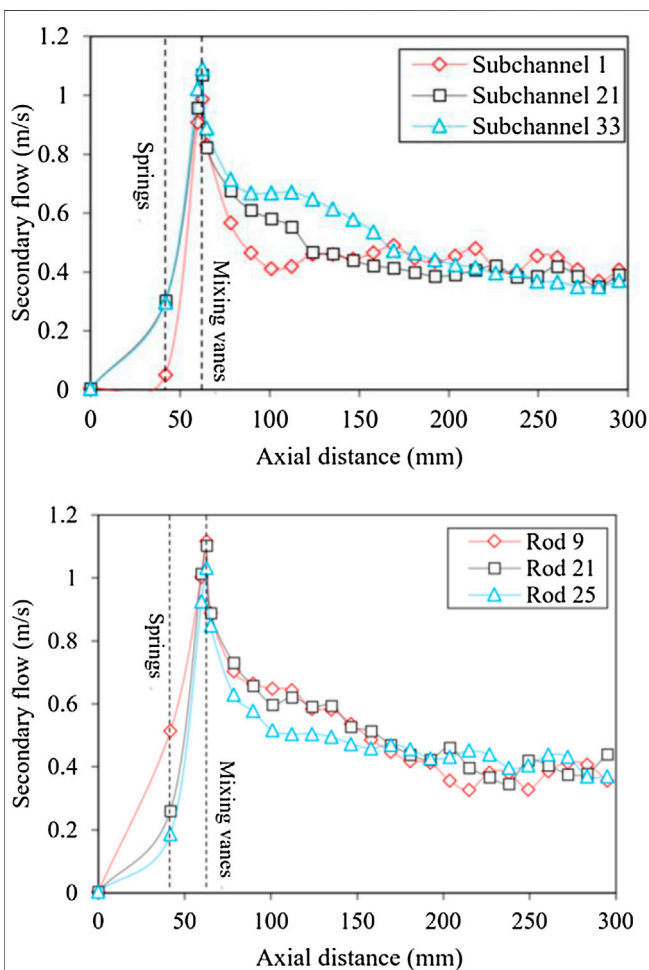 1.2
1
0.8
0.6
0.4
0.2
0
Secondary flow (m/s)
Springs
Mixing vanes
Subchannel 1
Subchannel 21
Subchannel 33
0 50 100 150 200 250 300
Axial distance (mm)
1.2
1
0.8
0.6
0.4
0.2
0
Secondary flow (m/s)
Springs
Mixing vanes
Rod 9
Rod 21
Rod 25
0 50 100 150 200 250 300
Axial distance (mm)